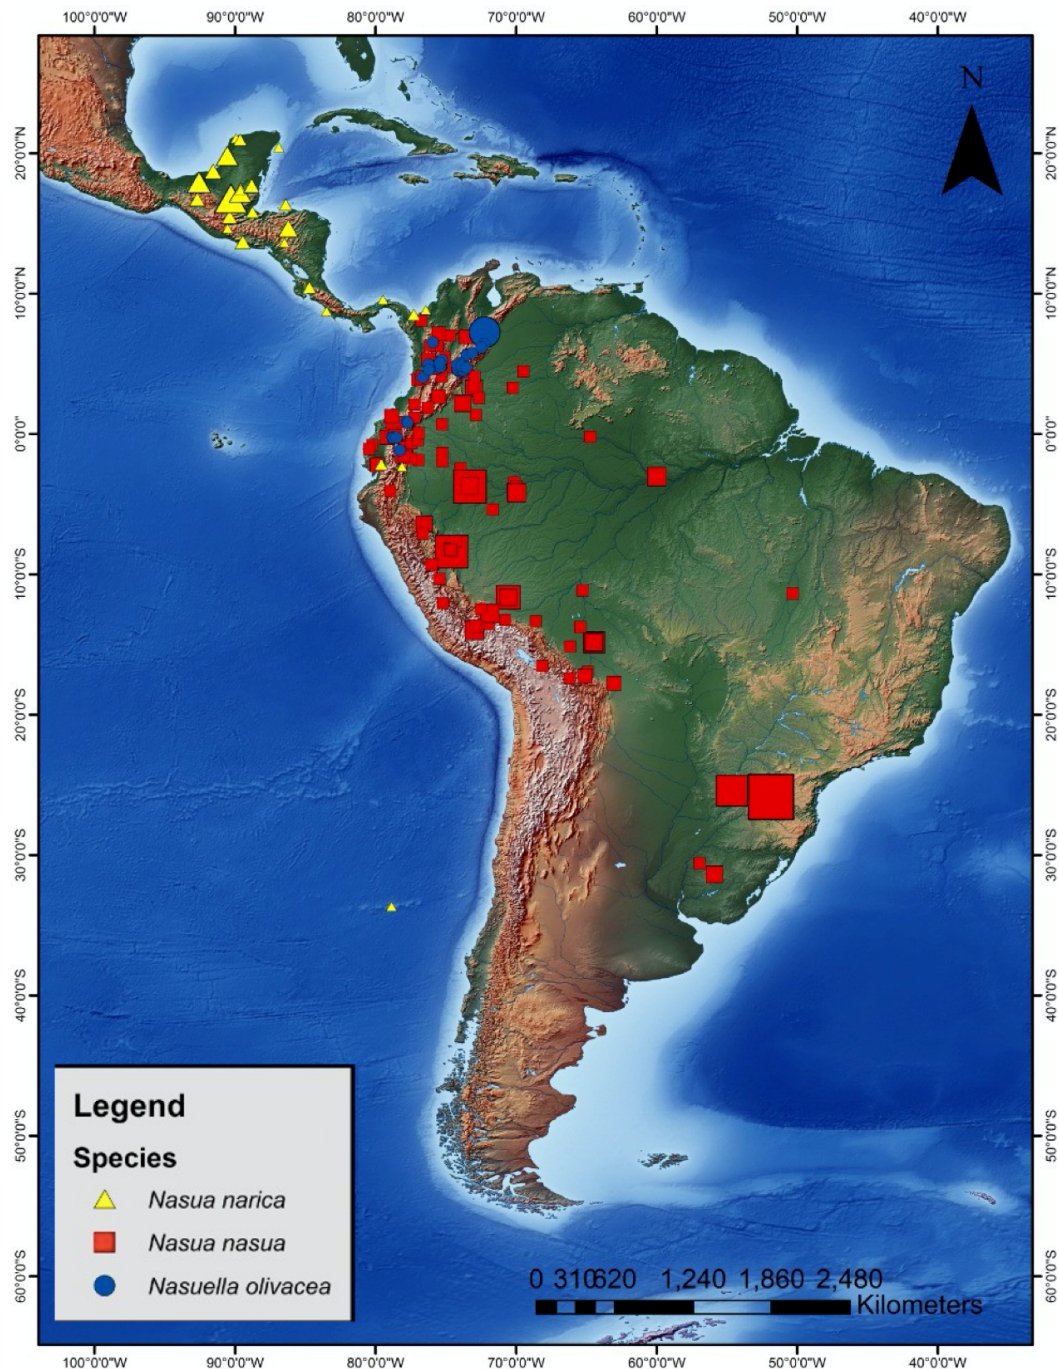 100°0'0"W 90°0'0"W 80°0'0"W 70°0'0"W 60°0'0"W 50°0'0"W 40°0'0"W
N
20°0'0"N 20°0'0"N
10°0'0"N 10°0'0"N
0°0'0" 0°0'0"
10°0'0"S 10°0'0"S
20°0'0"S 20°0'0"S
30°0'0"S 30°0'0"S
40°0'0"S 40°0'0"S
50°0'0"S 50°0'0"S
60°0'0"S 60°0'0"S
Legend
Species
Nasua narica
Nasua nasua
Nasuella olivacea
0 310 620 1,240 1,860 2,480
Kilometers
100°0'0"W 90°0'0"W 80°0'0"W 70°0'0"W 60°0'0"W 50°0'0"W 40°0'0"W